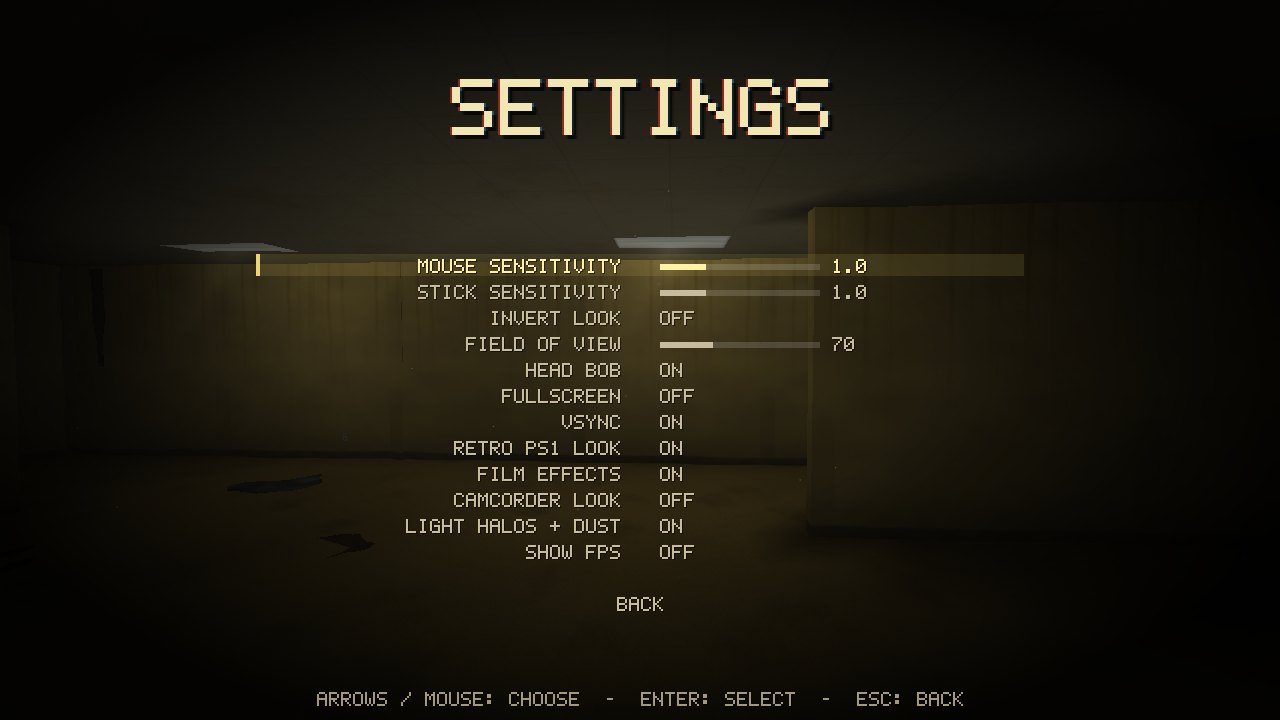 SETTINGS
MOUSE SENSITIVITY 1.0
STICK SENSITIVITY 1.0
INVERT LOOK OFF
FIELD OF VIEW 70
HEAD BOB ON
FULLSCREEN OFF
VSYNC ON
RETRO PS1 LOOK ON
FILM EFFECTS ON
CAMCORDER LOOK OFF
LIGHT HALOS + DUST ON
SHOW FPS OFF
BACK
ARROWS / MOUSE: CHOOSE - ENTER: SELECT - ESC: BACK